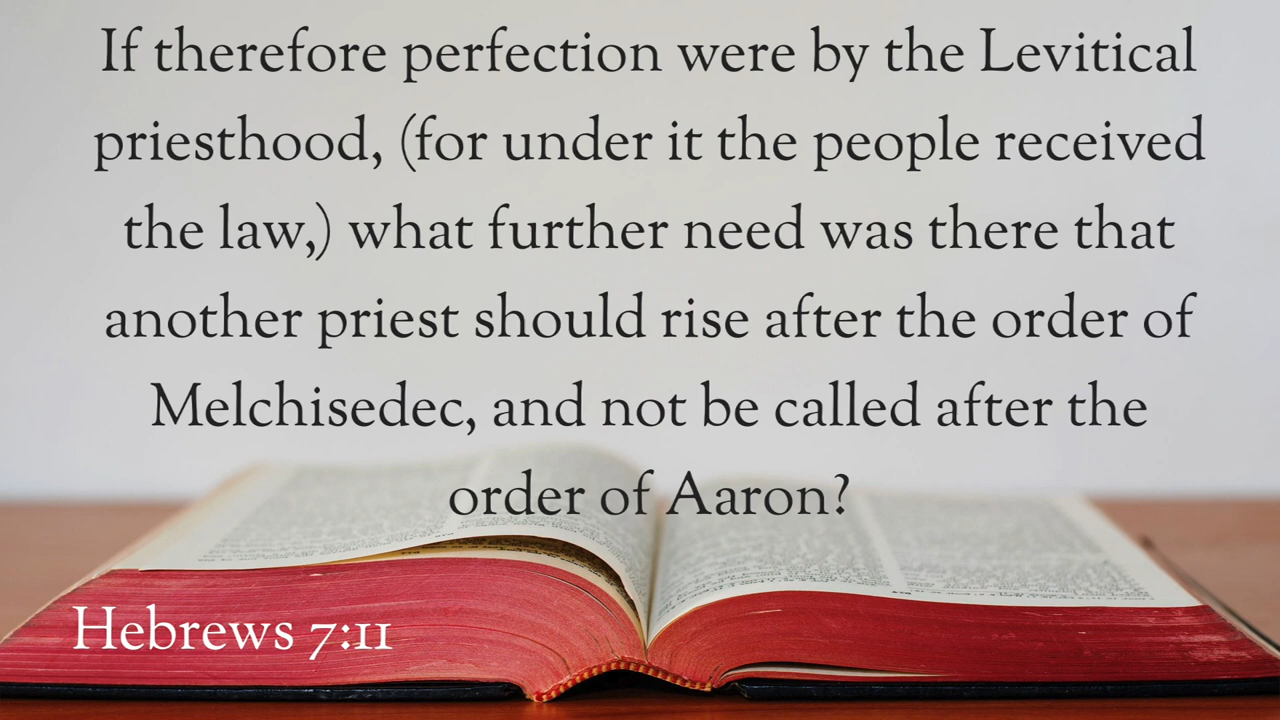 If therefore perfection were by the Levitical
priesthood, (for under it the people received
the law,) what further need was there that
another priest should rise after the order of
Melchisedec, and not be called after the
order of Aaron?
Hebrews 7:11